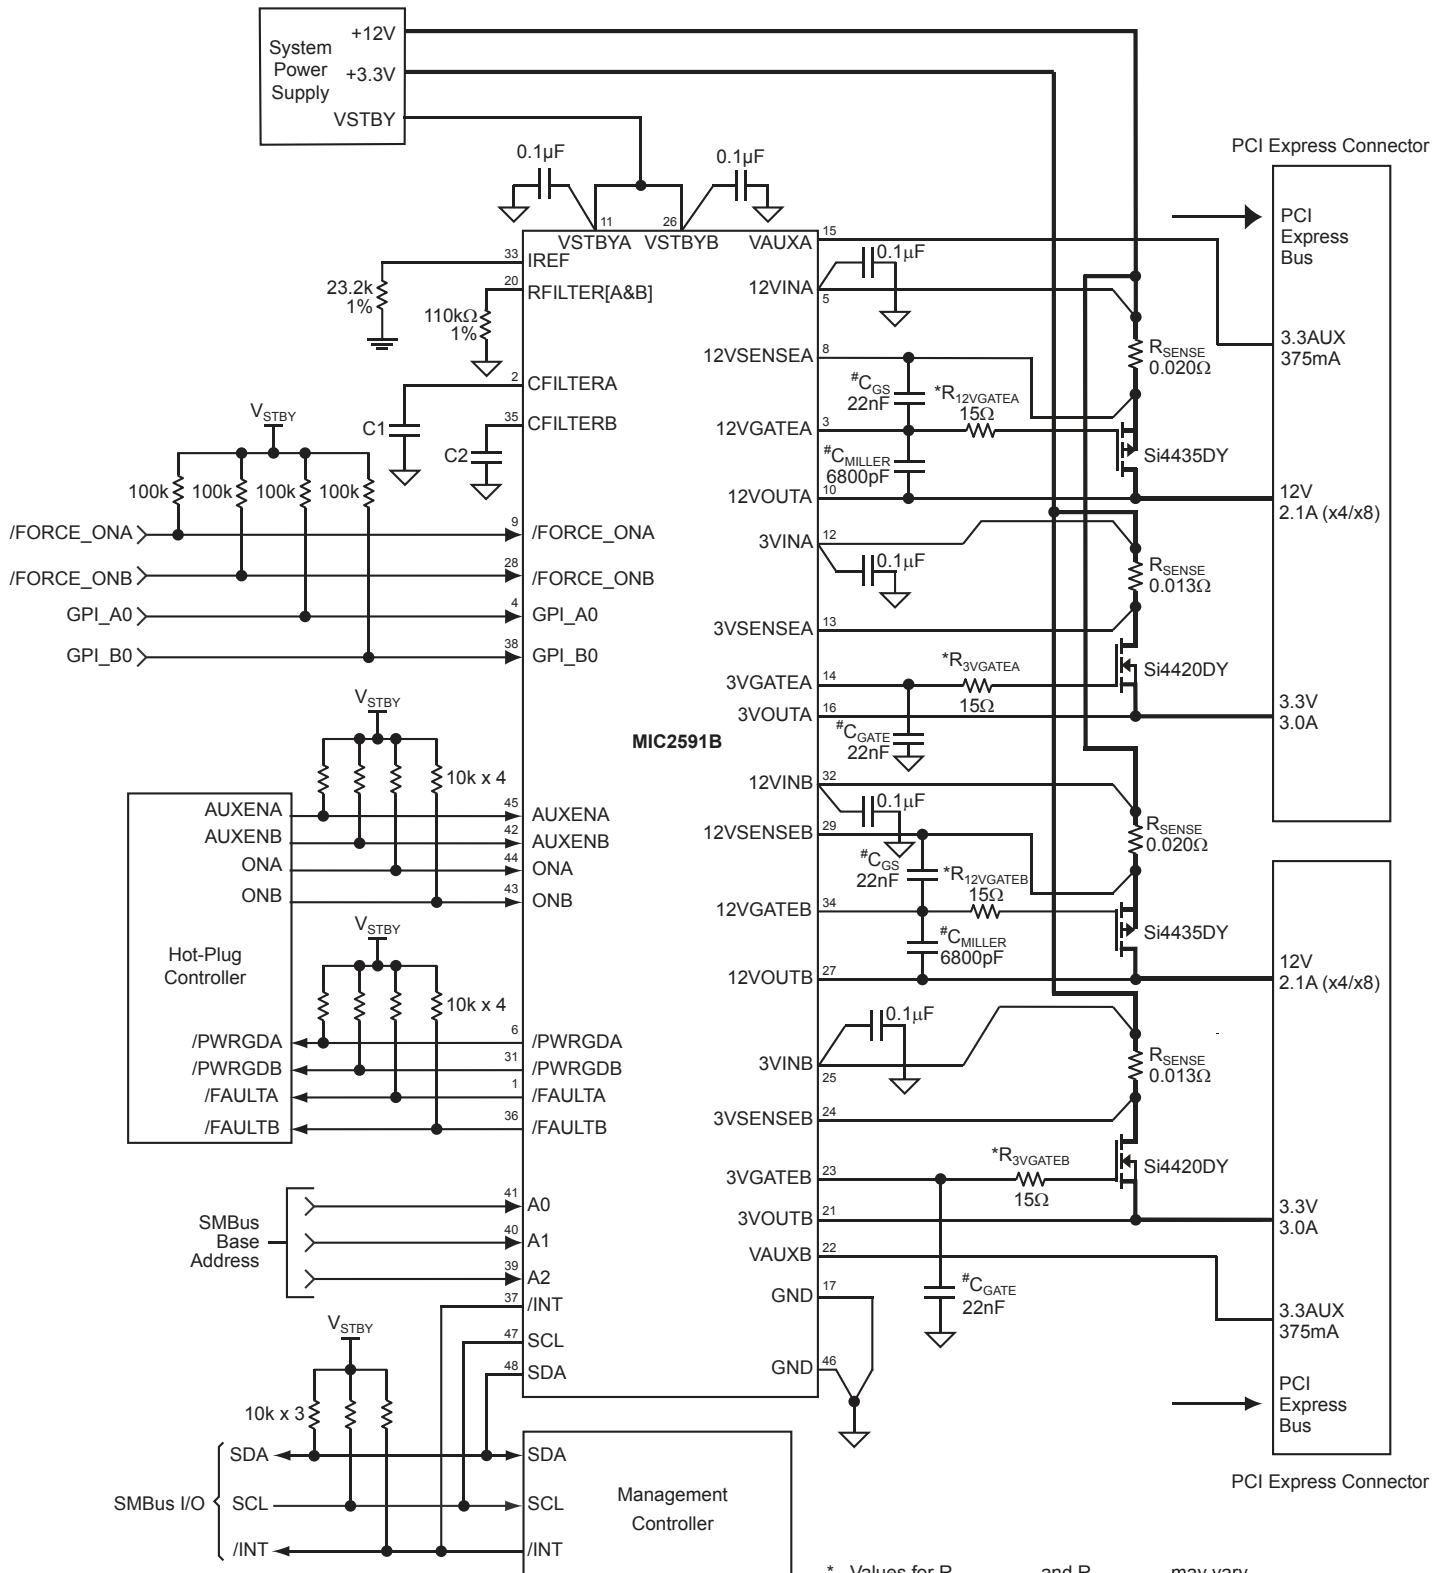 System
Power
Supply
+12V
+3.3V
VSTBY
0.1µF
0.1µF
11
26
VSTBYA
VSTBYB
33
IREF
23.2k
1%
20
RFILTER[A&B]
110kΩ
1%
2
CFILTERA
C1
35
CFILTERB
C2
VSTBY
100k
100k
100k
100k
/FORCE_ONA
9
/FORCE_ONA
/FORCE_ONB
28
/FORCE_ONB
GPI_A0
4
GPI_A0
GPI_B0
38
GPI_B0
VSTBY
10k x 4
Hot-Plug
Controller
AUXENA
45
AUXENA
AUXENB
42
AUXENB
ONA
44
ONA
ONB
43
ONB
VSTBY
10k x 4
/PWRGDA
6
/PWRGDA
/PWRGDB
31
/PWRGDB
/FAULTA
1
/FAULTA
/FAULTB
36
/FAULTB
SMBus
Base
Address
41
A0
40
A1
39
A2
37
/INT
47
SCL
48
SDA
VSTBY
10k x 3
SMBus I/O
SDA
SCL
/INT
SDA
SCL
/INT
Management
Controller
MIC2591B
VAUXA
15
12VINA
5
0.1µF
12VSENSEA
8
#CGS
22nF
*R12VGATEA
15Ω
12VGATEA
3
#CMILLER
6800pF
12VOUTA
10
RSENSE
0.020Ω
Si4435DY
3VINA
12
0.1µF
RSENSE
0.013Ω
3VSENSEA
13
*R3VGATEA
15Ω
3VGATEA
14
Si4420DY
3VOUTA
16
#CGATE
22nF
12VINB
32
0.1µF
12VSENSEB
29
RSENSE
0.020Ω
#CGS
22nF
*R12VGATEB
15Ω
12VGATEB
34
Si4435DY
#CMILLER
6800pF
12VOUTB
27
0.1µF
3VINB
25
RSENSE
0.013Ω
3VSENSEB
24
*R3VGATEB
15Ω
3VGATEB
23
Si4420DY
3VOUTB
21
VAUXB
22
#CGATE
22nF
GND
17
GND
46
PCI Express Connector
PCI
Express
Bus
3.3AUX
375mA
12V
2.1A (x4/x8)
3.3V
3.0A
12V
2.1A (x4/x8)
3.3V
3.0A
3.3AUX
375mA
PCI
Express
Bus
PCI Express Connector
* Values for R and R may vary